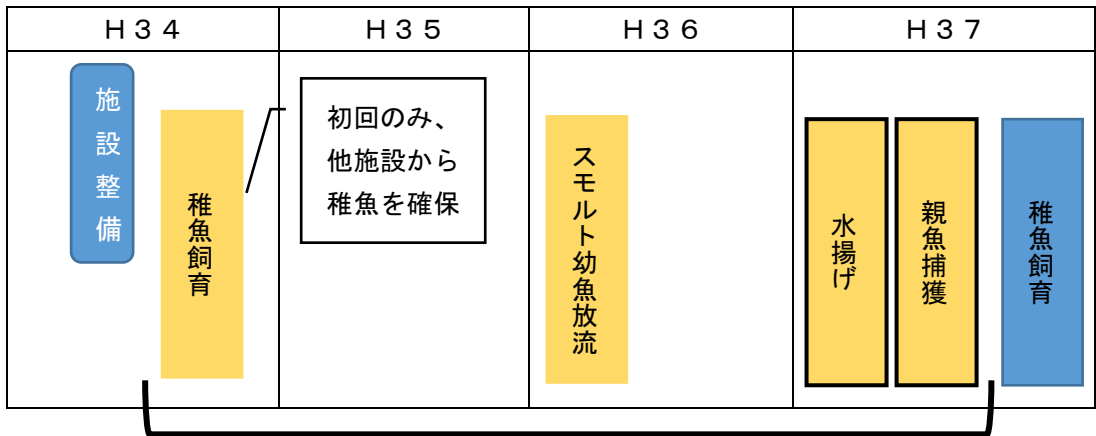 H34
H35
H36
H37
施設整備
稚魚飼育
初回のみ、
他施設から
稚魚を確保
スモルト幼魚放流
水揚げ
親魚捕獲
稚魚飼育